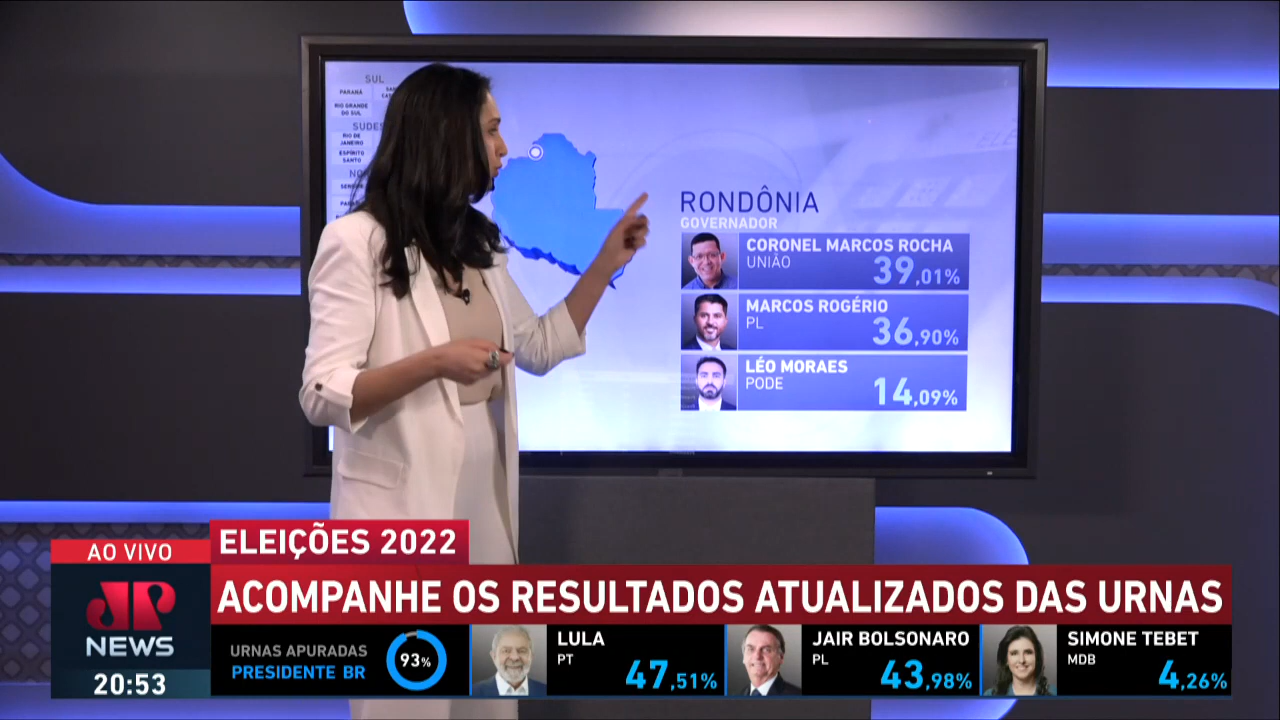 SUL
PARANÁ
RIO GRANDE
DO SUL
RIO DE
JANEIRO
ESPÍRITO
SANTO
RONDÔNIA
GOVERNADOR
CORONEL MARCOS ROCHA
UNIÃO
39,01%
MARCOS ROGÉRIO
PL
36,90%
LÉO MORAES
PODE
14,09%
ELEIÇÕES 2022
AO VIVO
ACOMPANHE OS RESULTADOS ATUALIZADOS DAS URNAS
JP
NEWS
20:53
URNAS APURADAS
PRESIDENTE BR
93%
LULA
PT
47,51%
JAIR BOLSONARO
PL
43,98%
SIMONE TEBET
MDB
4,26%